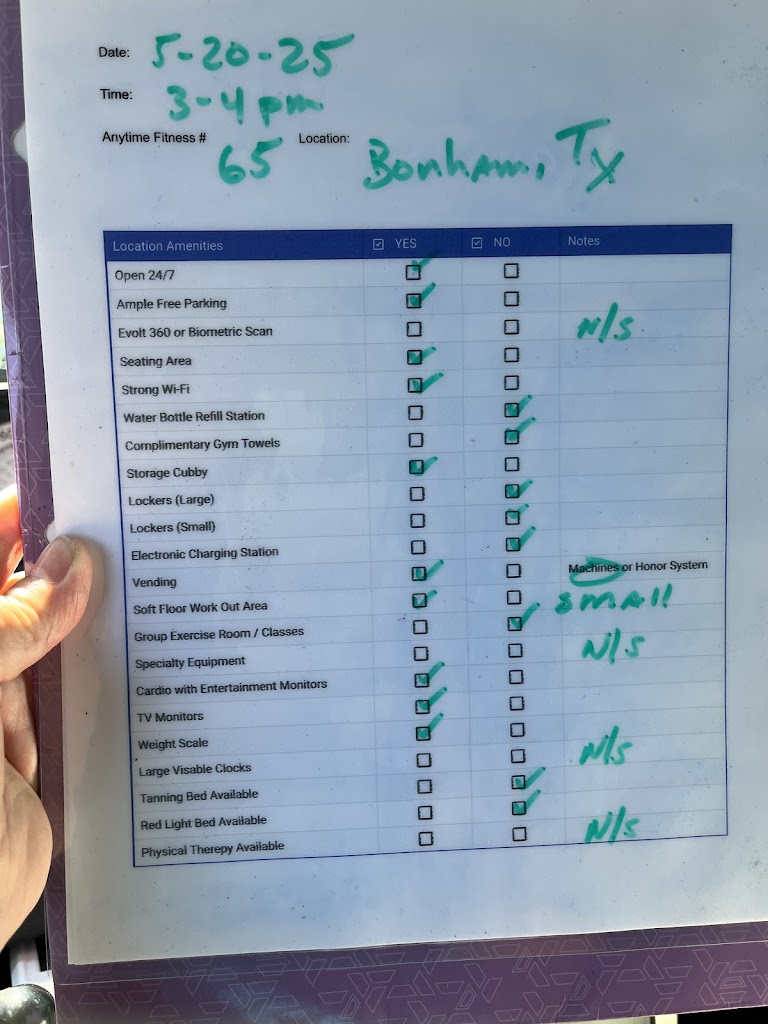 Date: 5-20-25
Time: 3-4 pm
Anytime Fitness # 65 Location: Bonham, Tx
Location Amenities ☑ YES ☑ NO Notes
Open 24/7
Ample Free Parking
Evolt 360 or Biometric Scan N/S
Seating Area
Strong Wi-Fi
Water Bottle Refill Station
Complimentary Gym Towels
Storage Cubby
Lockers (Large)
Lockers (Small)
Electronic Charging Station
Vending Machines or Honor System
Soft Floor Work Out Area small
Group Exercise Room / Classes
Specialty Equipment N/S
Cardio with Entertainment Monitors
TV Monitors
Weight Scale
Large Visable Clocks N/S
Tanning Bed Available
Red Light Bed Available
Physical Therepy Available N/S